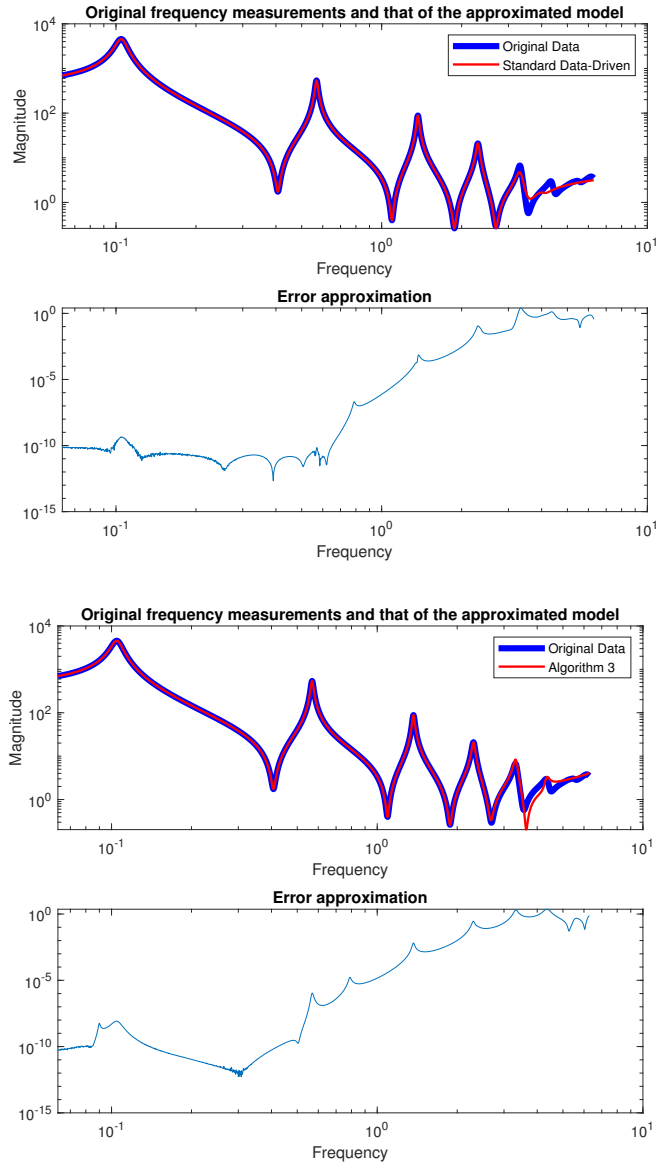 Original frequency measurements and that of the approximated model
10^4
10^2
10^0
Magnitude
Original Data
Standard Data-Driven
10^-1
10^0
10^1
Frequency
Error approximation
10^0
10^-5
10^-10
10^-15
10^-1
10^0
10^1
Frequency
Original frequency measurements and that of the approximated model
10^4
10^2
10^0
Magnitude
Original Data
Algorithm 3
10^-1
10^0
10^1
Frequency
Error approximation
10^0
10^-5
10^-10
10^-15
10^-1
10^0
10^1
Frequency